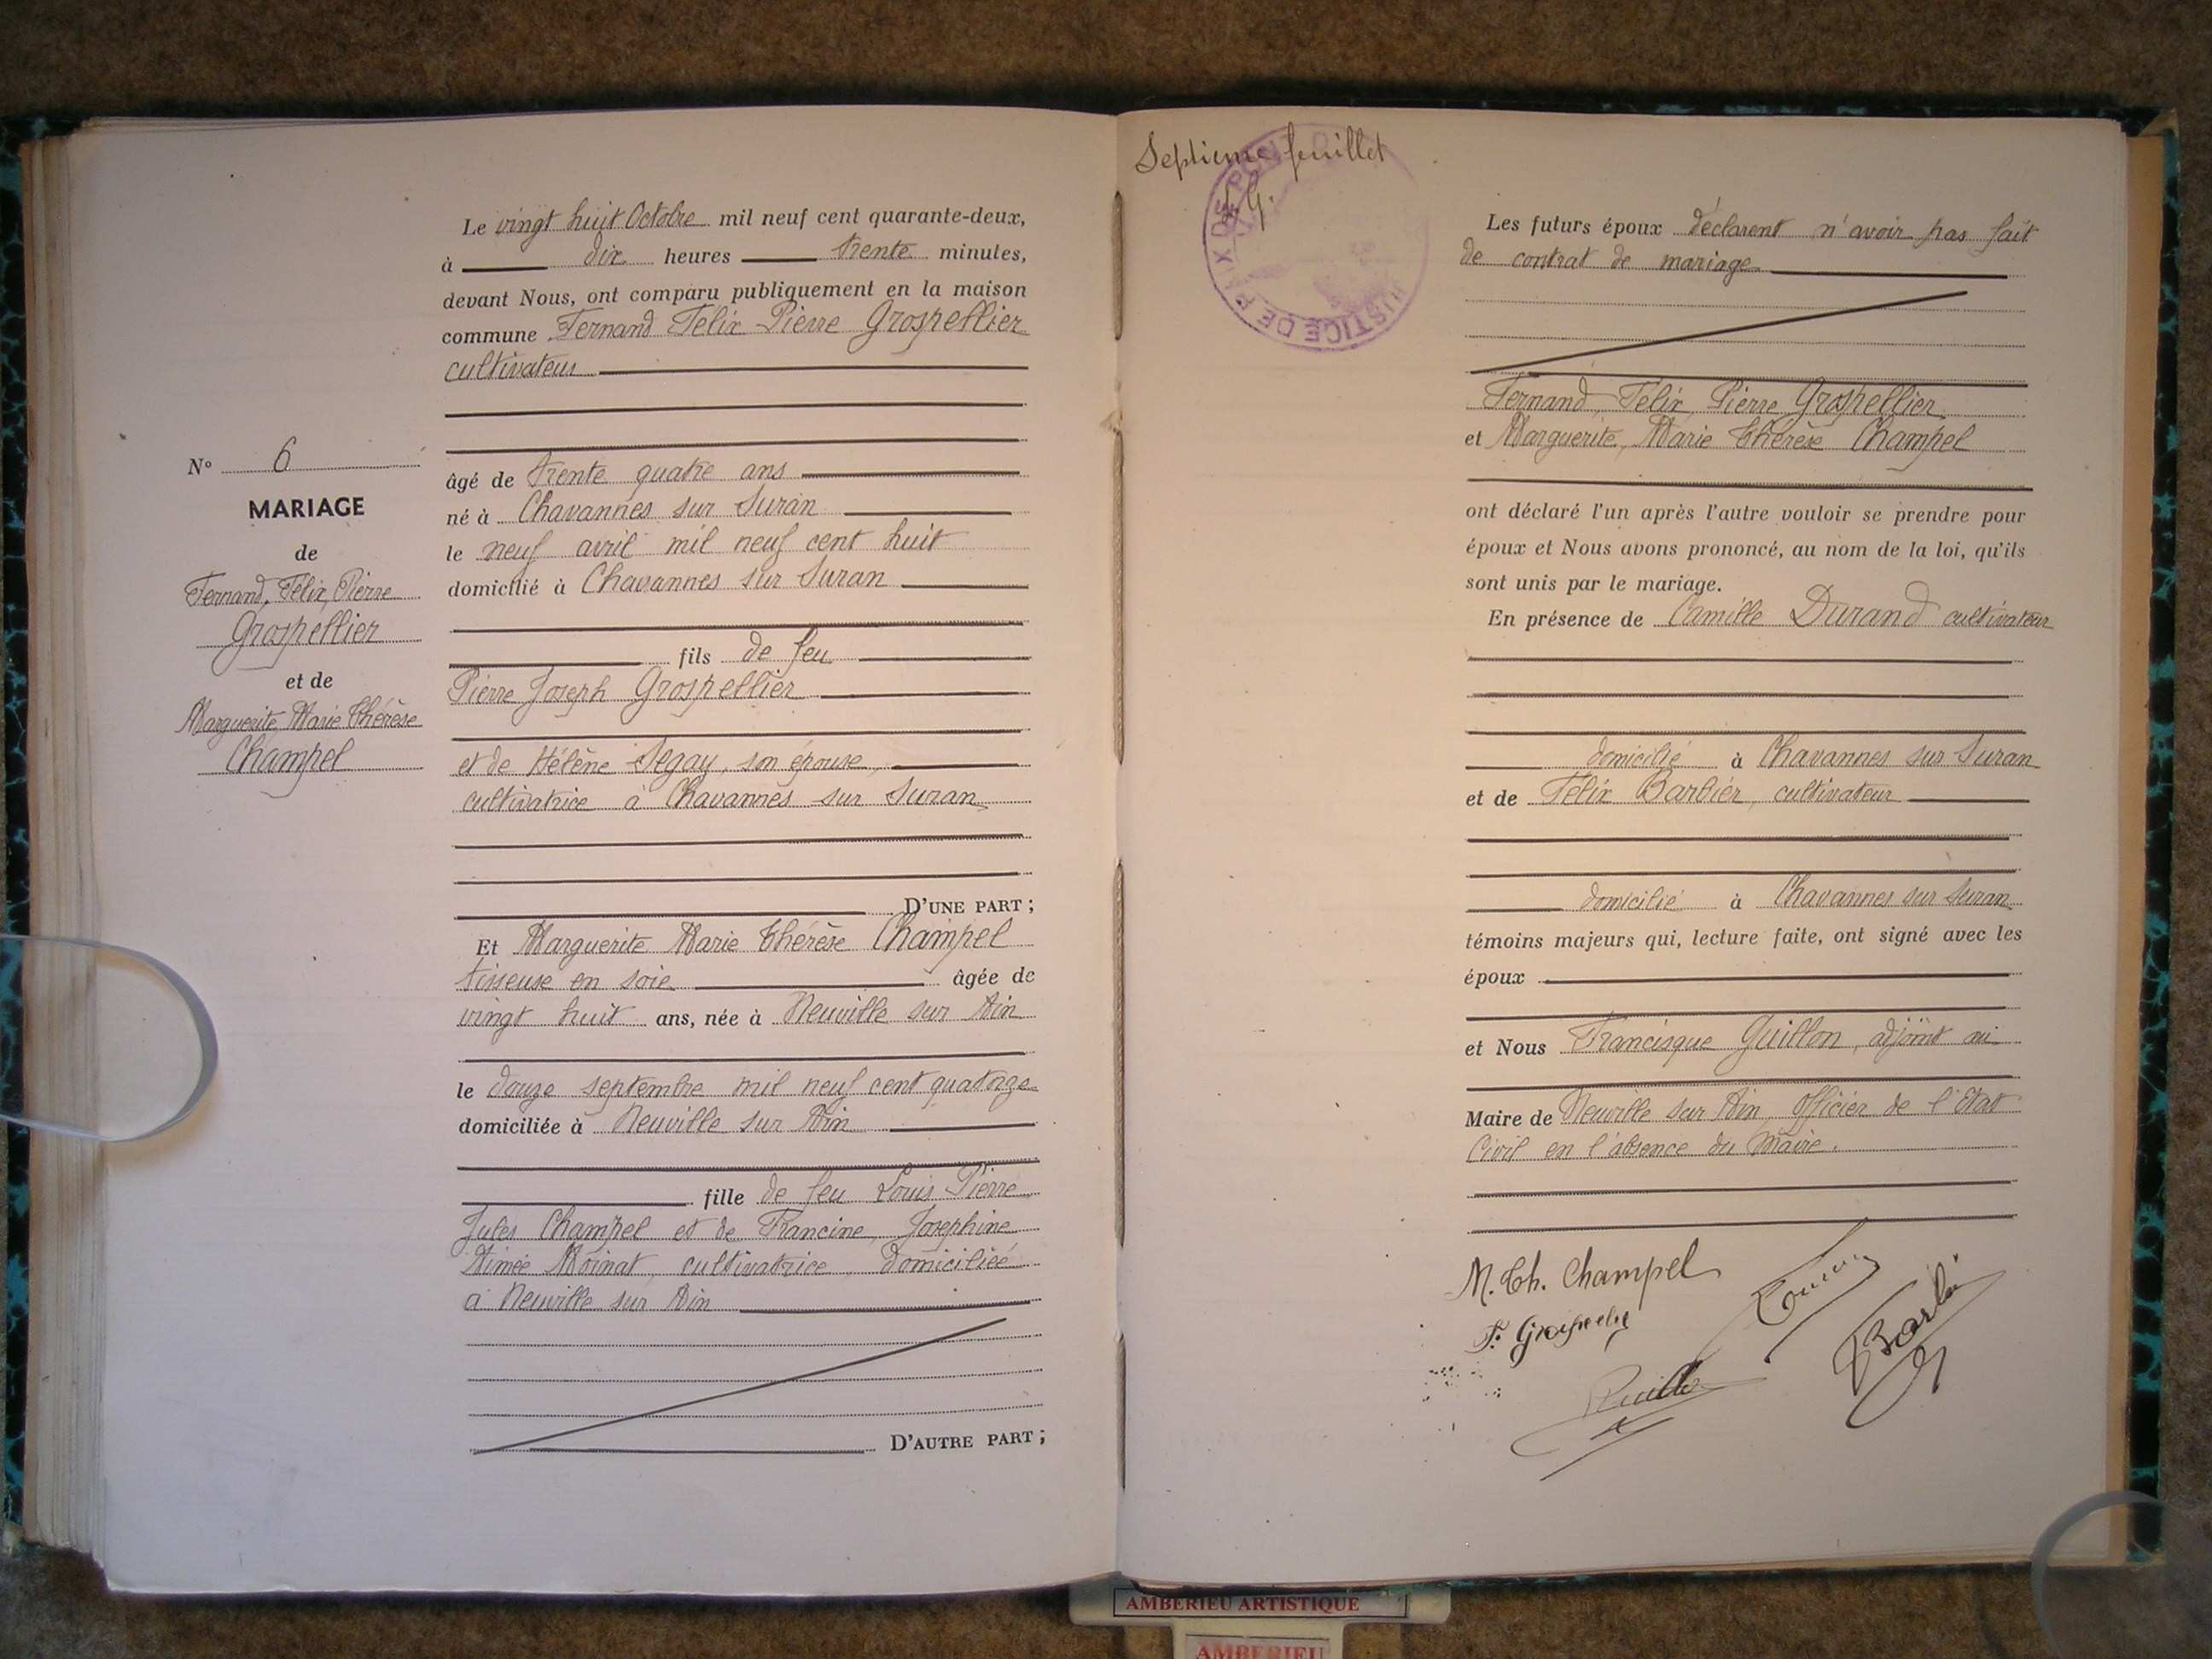 Le vingt huit Octobre mil neuf cent quarante-deux,
à dix heures trente minutes,
devant Nous, ont comparu publiquement en la maison
commune Fernand Félix Pierre Grospellier
cultivateur
âgé de trente quatre ans
né à Chavannes sur Suran
le neuf avril mil neuf cent huit
domicilié à Chavannes sur Suran
fils de feu
Pierre Joseph Grospellier
et de Hélène Segay, son épouse,
cultivatrice à Chavannes sur Suran
D'UNE PART ;
Et Marguerite Marie Thérèse Champel
tisseuse en soie âgée de
vingt huit ans, née à Neuville sur Ain
le douze septembre mil neuf cent quatorze
domiciliée à Neuville sur Ain
fille de feu Louis Pierre
Jules Champel et de Francine, Josephine
Aimée Moinat, cultivatrice, domiciliée
à Neuville sur Ain
D'AUTRE PART ;
N° 6
MARIAGE
de
Fernand, Félix, Pierre
Grospellier
et de
Marguerite Marie Thérèse
Champel
Septième feuillet
JUSTICE DE PAIX DE PONT D
Les futurs époux déclarent n'avoir pas fait
de contrat de mariage
Fernand, Félix, Pierre Grospellier
et Marguerite, Marie Thérèse Champel
ont déclaré l'un après l'autre vouloir se prendre pour
époux et Nous avons prononcé, au nom de la loi, qu'ils
sont unis par le mariage.
En présence de Camille Durand cultivateur
domicilié à Chavannes sur Suran
et de Félix Barbier, cultivateur
domicilié à Chavannes sur Suran
témoins majeurs qui, lecture faite, ont signé avec les
époux
et Nous Francisque Guillon, adjoint au
Maire de Neuville sur Ain, Officier de l'Etat
Civil en l'absence du Maire.
M. Th. Champel
AMBERIEU ARTISTIQUE
AMBERIEU